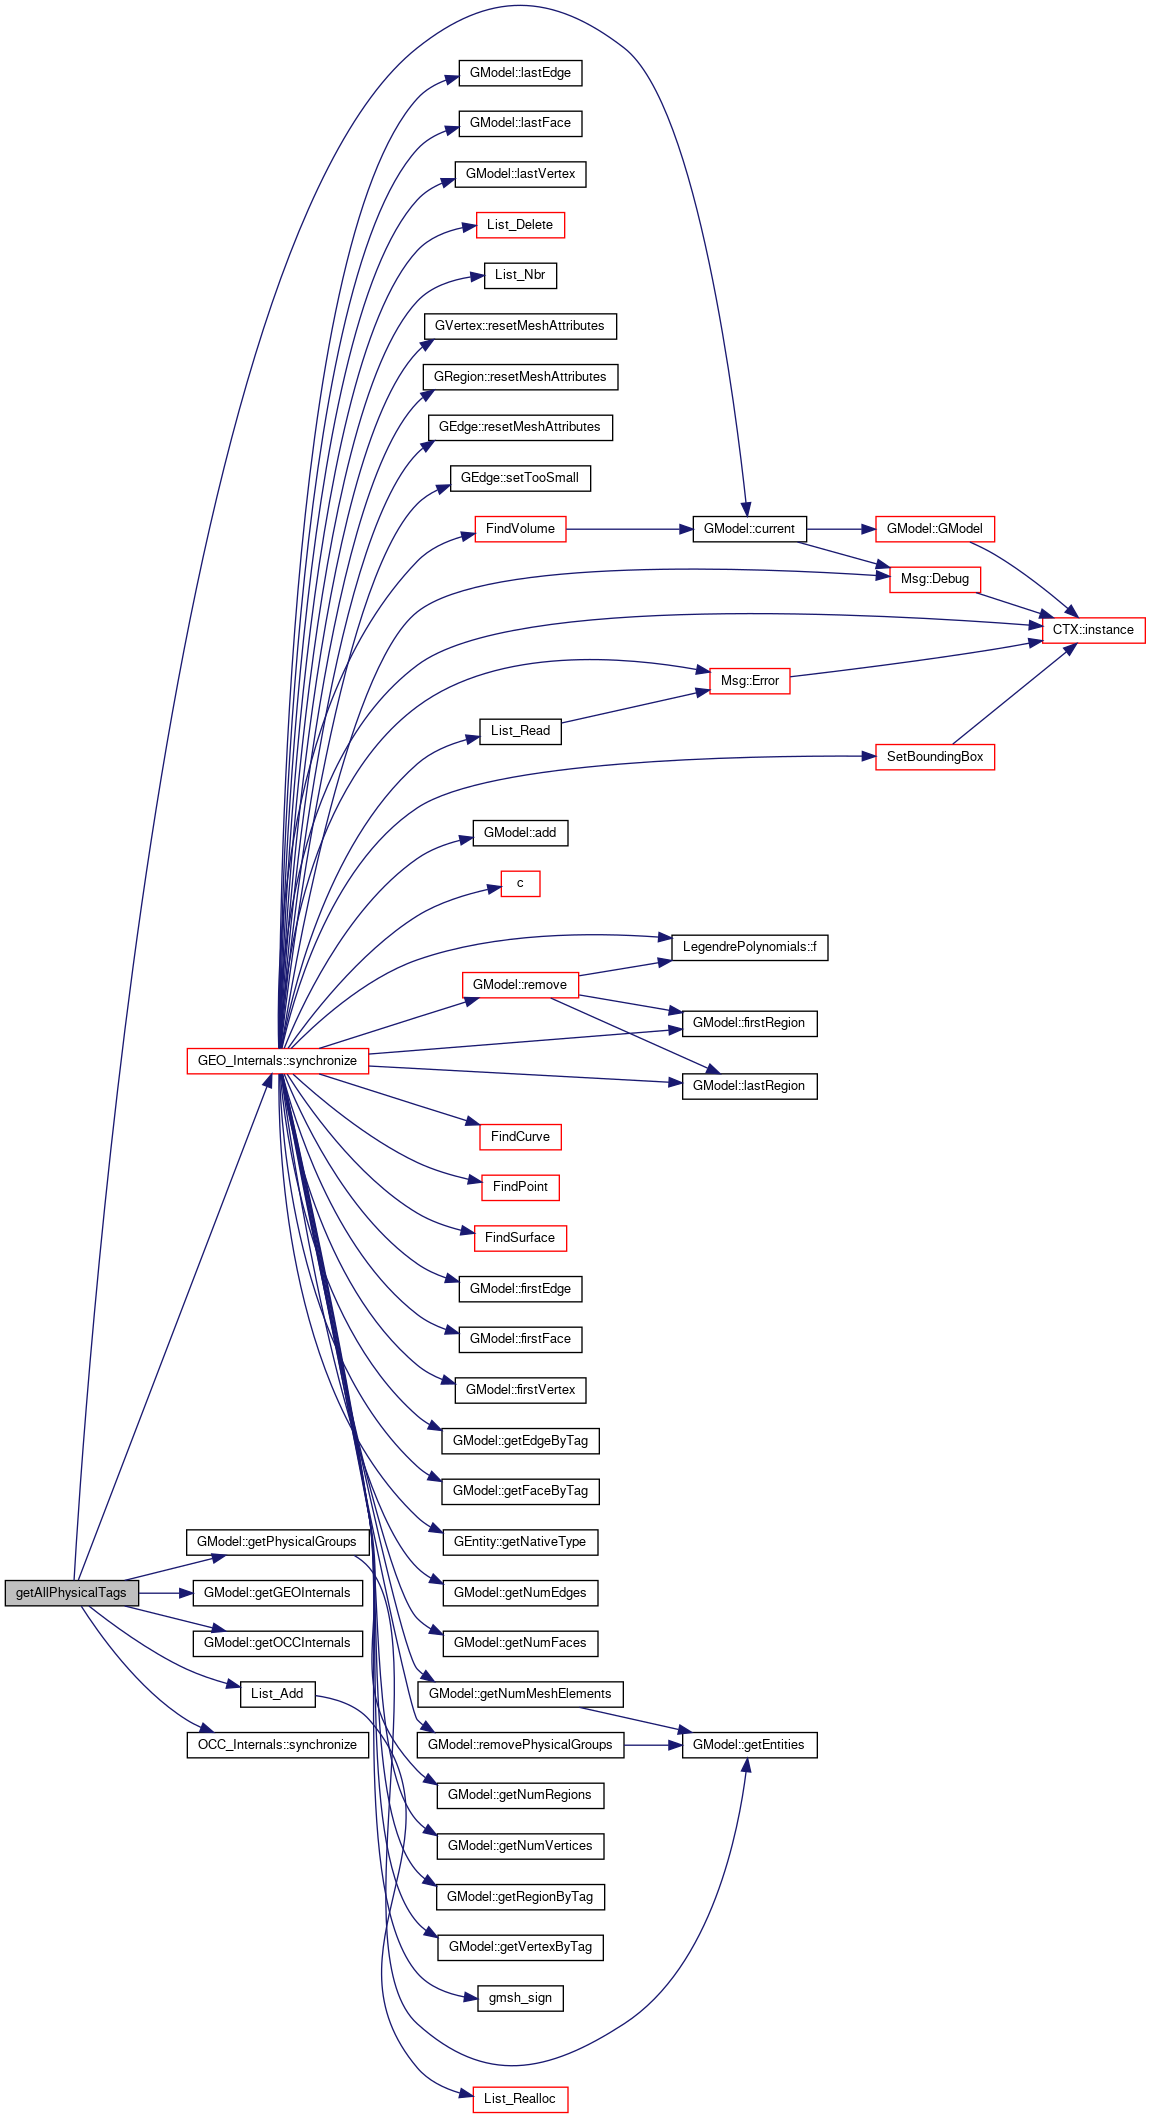 GModel::lastEdge
GModel::lastFace
GModel::lastVertex
List_Delete
List_Nbr
GVertex::resetMeshAttributes
GRegion::resetMeshAttributes
GEdge::resetMeshAttributes
GEdge::setTooSmall
FindVolume
GModel::current
GModel::GModel
Msg::Debug
CTX::instance
Msg::Error
List_Read
SetBoundingBox
GModel::add
c
LegendrePolynomials::f
GModel::remove
GModel::firstRegion
GEO_Internals::synchronize
GModel::lastRegion
FindCurve
FindPoint
FindSurface
GModel::firstEdge
GModel::firstFace
GModel::firstVertex
GModel::getEdgeByTag
GModel::getFaceByTag
GModel::getPhysicalGroups
GEntity::getNativeType
getAllPhysicalTags
GModel::getGEOInternals
GModel::getNumEdges
GModel::getOCCInternals
GModel::getNumFaces
List_Add
GModel::getNumMeshElements
OCC_Internals::synchronize
GModel::removePhysicalGroups
GModel::getEntities
GModel::getNumRegions
GModel::getNumVertices
GModel::getRegionByTag
GModel::getVertexByTag
gmsh_sign
List_Realloc